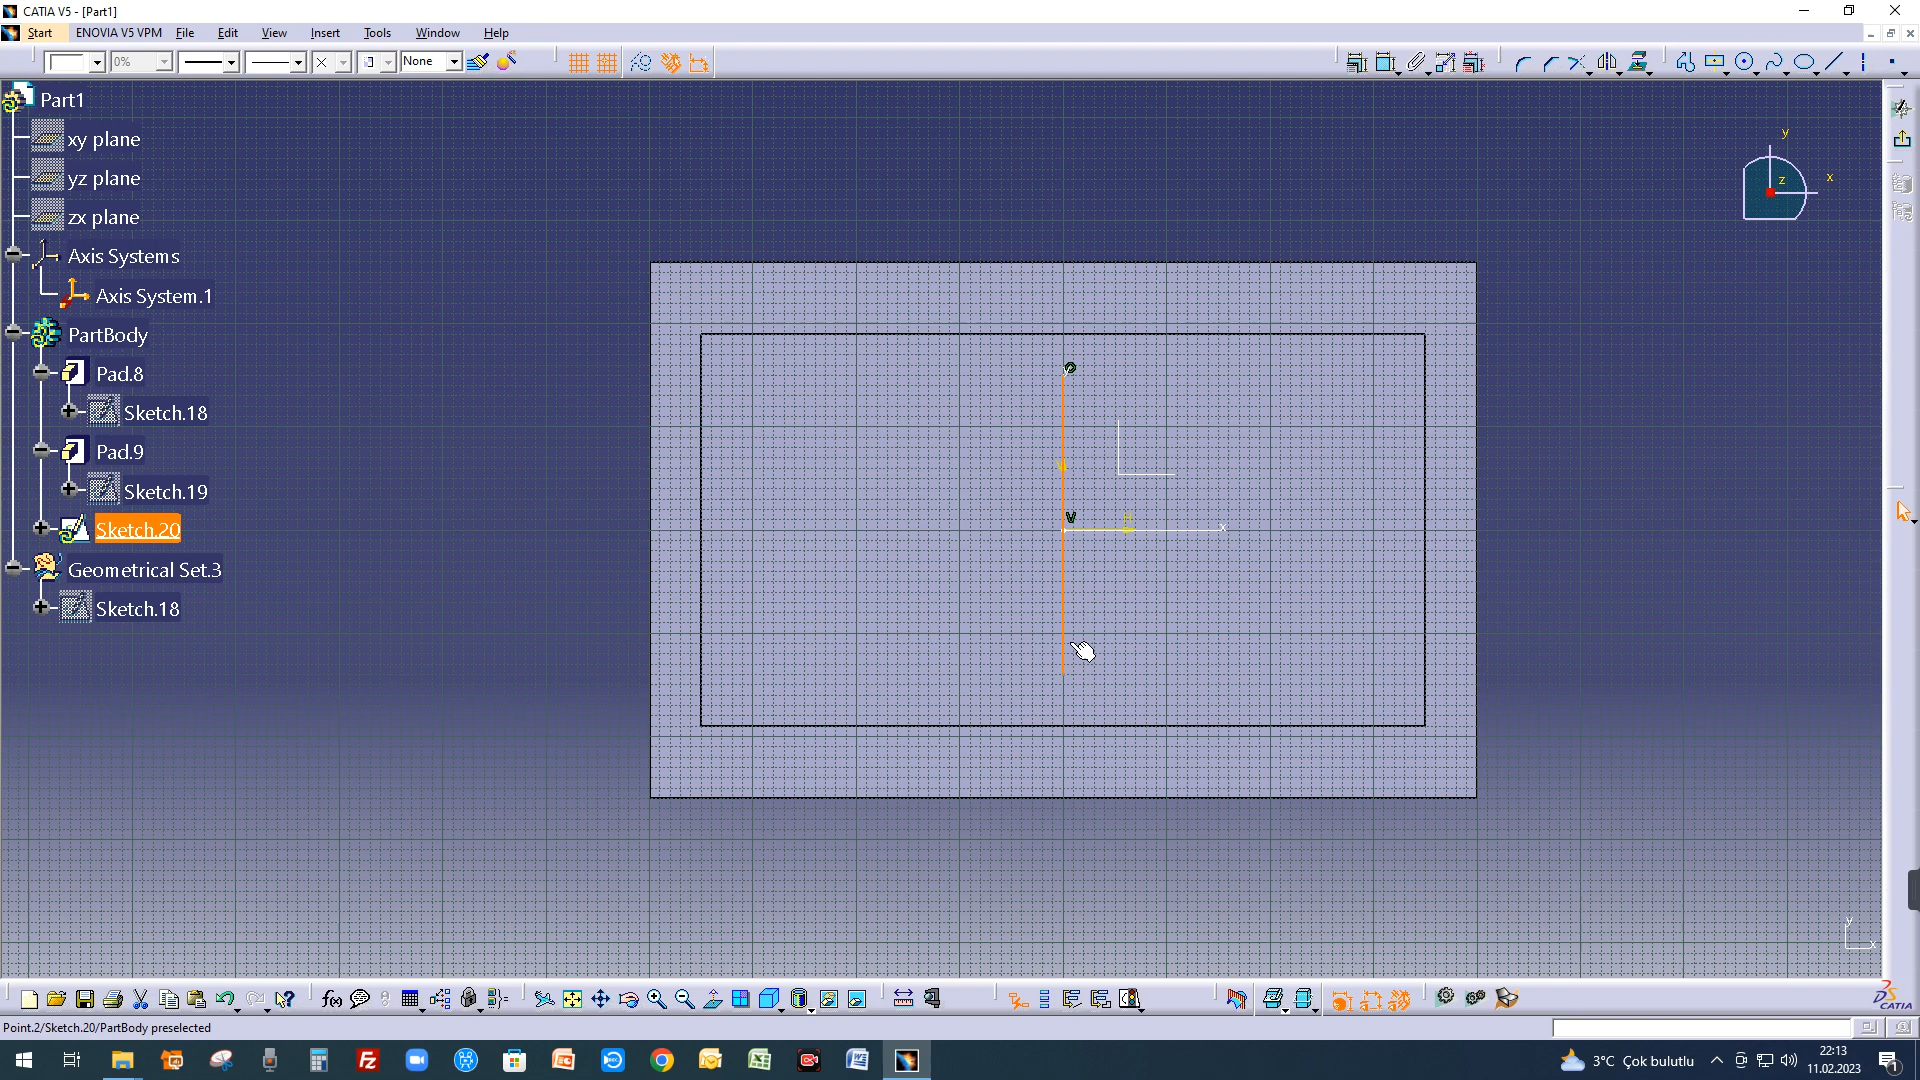 CATIA V5 - [Part1]
Start ENOVIA V5 VPM File Edit View Insert Tools Window Help
0% None
Part1
xy plane
yz plane
zx plane
Axis Systems
Axis System.1
PartBody
Pad.8
Sketch.18
Pad.9
Sketch.19
Sketch.20
Geometrical Set.3
Sketch.18
y
x
z
V
H
x
y
x
f(x)
CATIA
Point.2/Sketch.20/PartBody preselected
3°C Çok bulutlu
22:13
11.02.2023
1